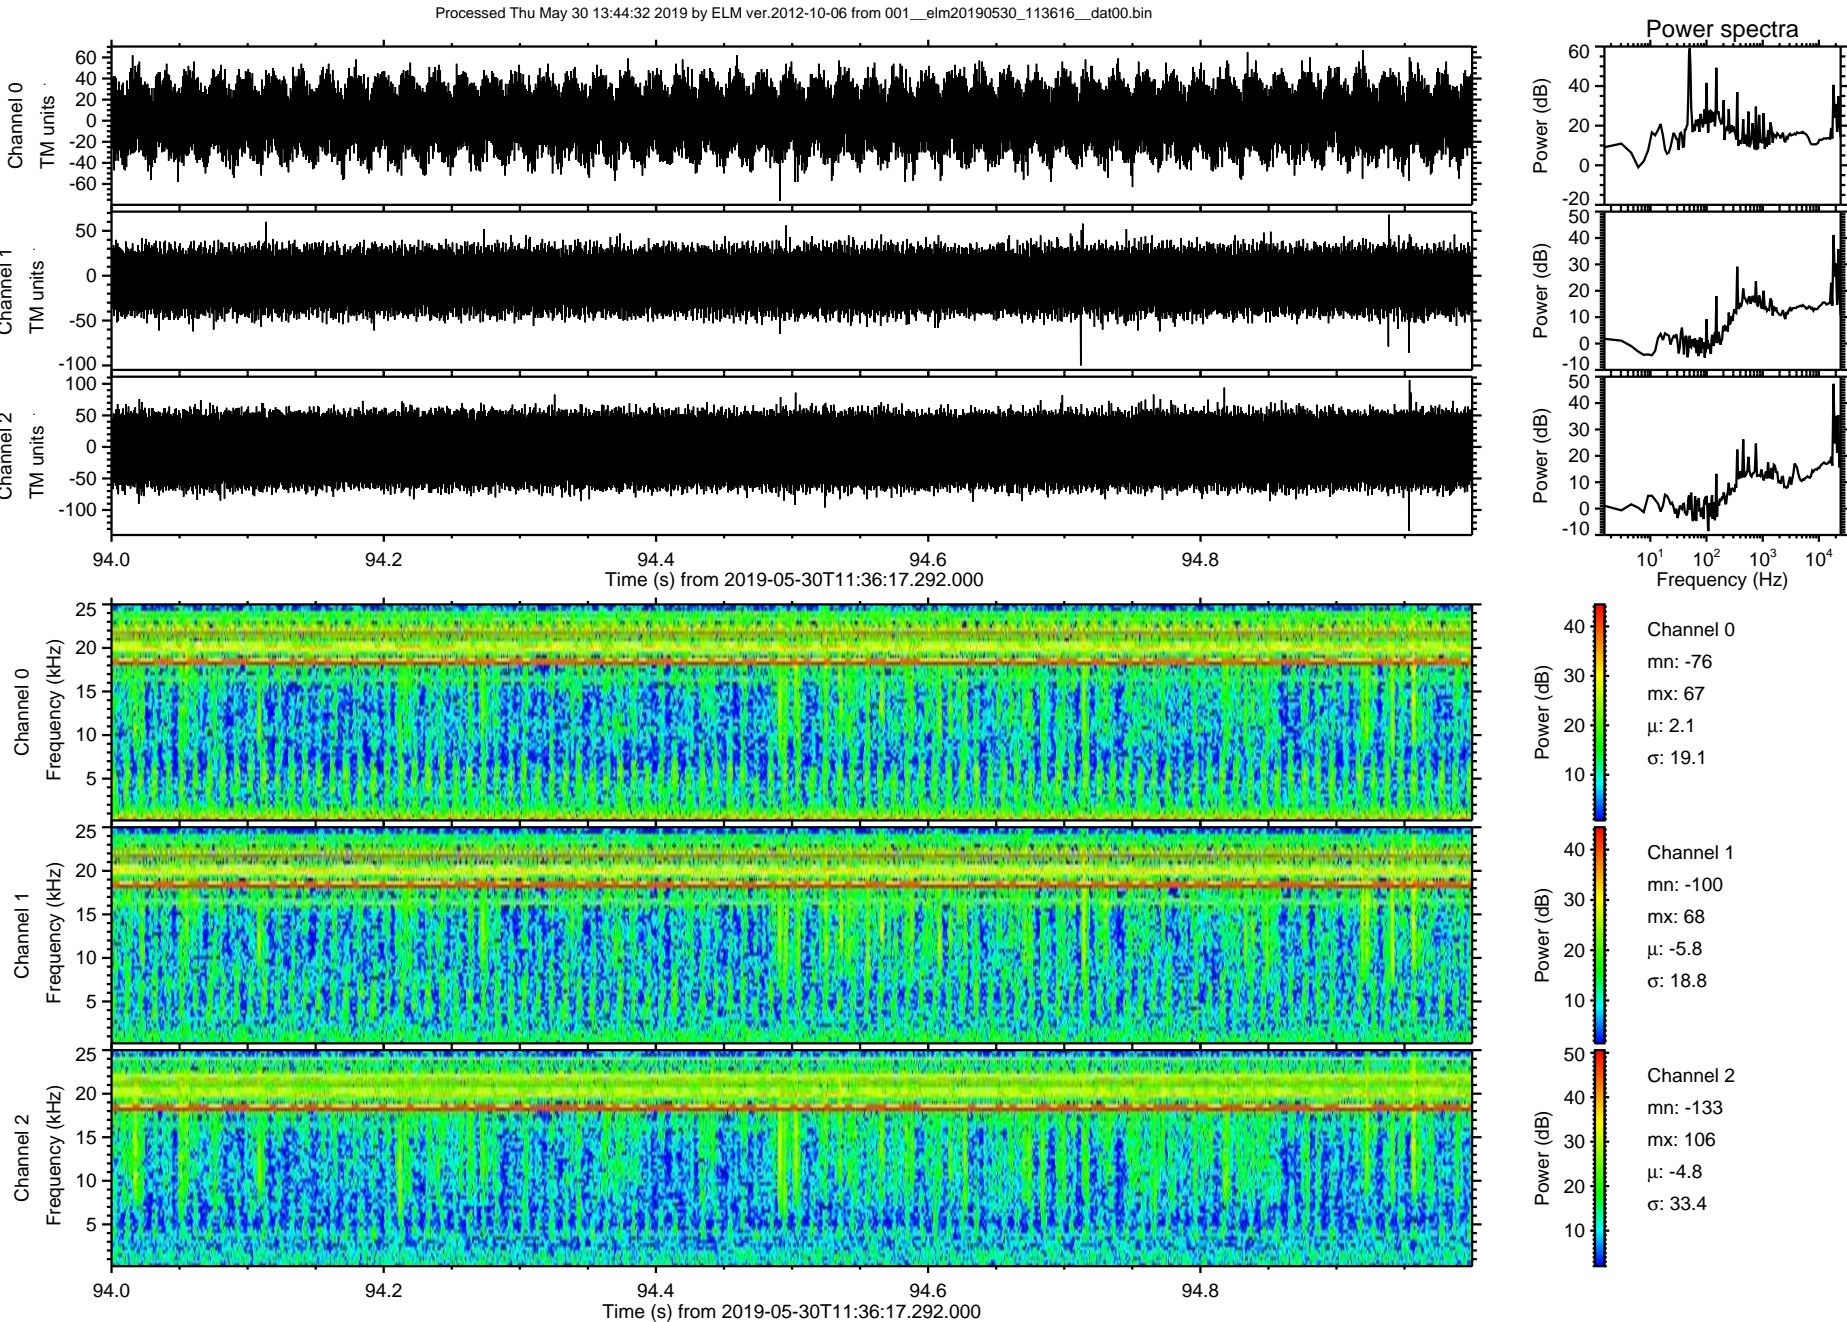 Processed Thu May 30 13:44:32 2019 by ELM ver.2012-10-06 from 001__elm20190530_113616__dat00.bin
Power spectra
Channel 0
TM units
60
40
20
0
-20
-40
-60
Power (dB)
60
40
20
0
-20
Channel 1
TM units
50
0
-50
-100
Power (dB)
50
40
30
20
10
0
-10
Channel 2
TM units
100
50
0
-50
-100
Power (dB)
50
40
30
20
10
0
-10
94.0 94.2 94.4 94.6 94.8
Time (s) from 2019-05-30T11:36:17.292.000
10^1 10^2 10^3 10^4
Frequency (Hz)
Channel 0
Frequency (kHz)
25
20
15
10
5
Power (dB)
40
30
20
10
Channel 0
mn: -76
mx: 67
μ: 2.1
σ: 19.1
Channel 1
Frequency (kHz)
25
20
15
10
5
Power (dB)
40
30
20
10
Channel 1
mn: -100
mx: 68
μ: -5.8
σ: 18.8
Channel 2
Frequency (kHz)
25
20
15
10
5
Power (dB)
50
40
30
20
10
Channel 2
mn: -133
mx: 106
μ: -4.8
σ: 33.4
94.0 94.2 94.4 94.6 94.8
Time (s) from 2019-05-30T11:36:17.292.000